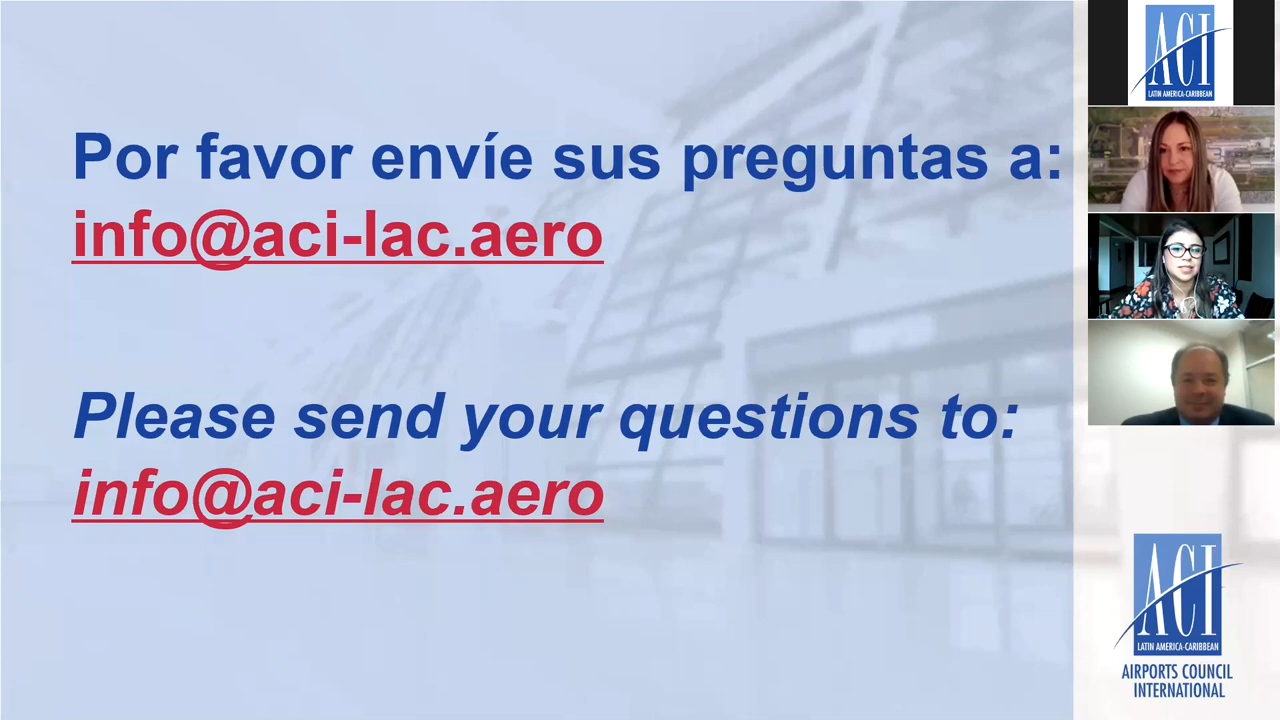 Por favor envíe sus preguntas a:
info@aci-lac.aero
Please send your questions to:
info@aci-lac.aero
ACI
LATIN AMERICA-CARIBBEAN
ACI
LATIN AMERICA-CARIBBEAN
AIRPORTS COUNCIL
INTERNATIONAL